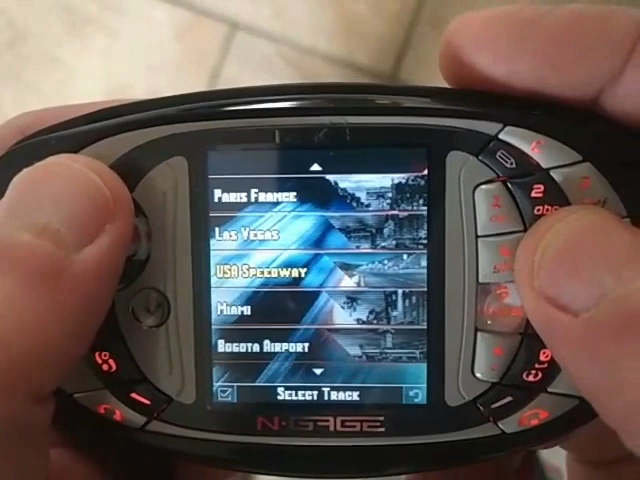 Paris France
Las Vegas
USA Speedway
Miami
Bogota Airport
Select Track
N·GAGE
2
abc